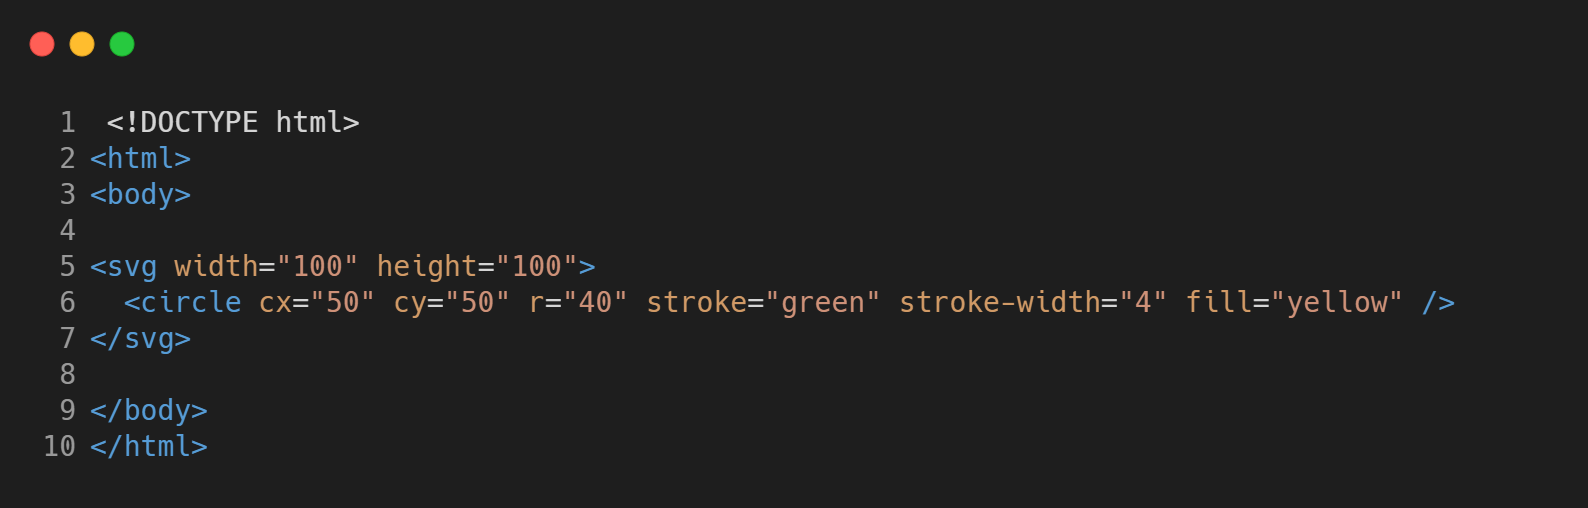 1  <!DOCTYPE html>
2 <html>
3 <body>
4
5 <svg width="100" height="100">
6   <circle cx="50" cy="50" r="40" stroke="green" stroke-width="4" fill="yellow" />
7 </svg>
8
9 </body>
10 </html>